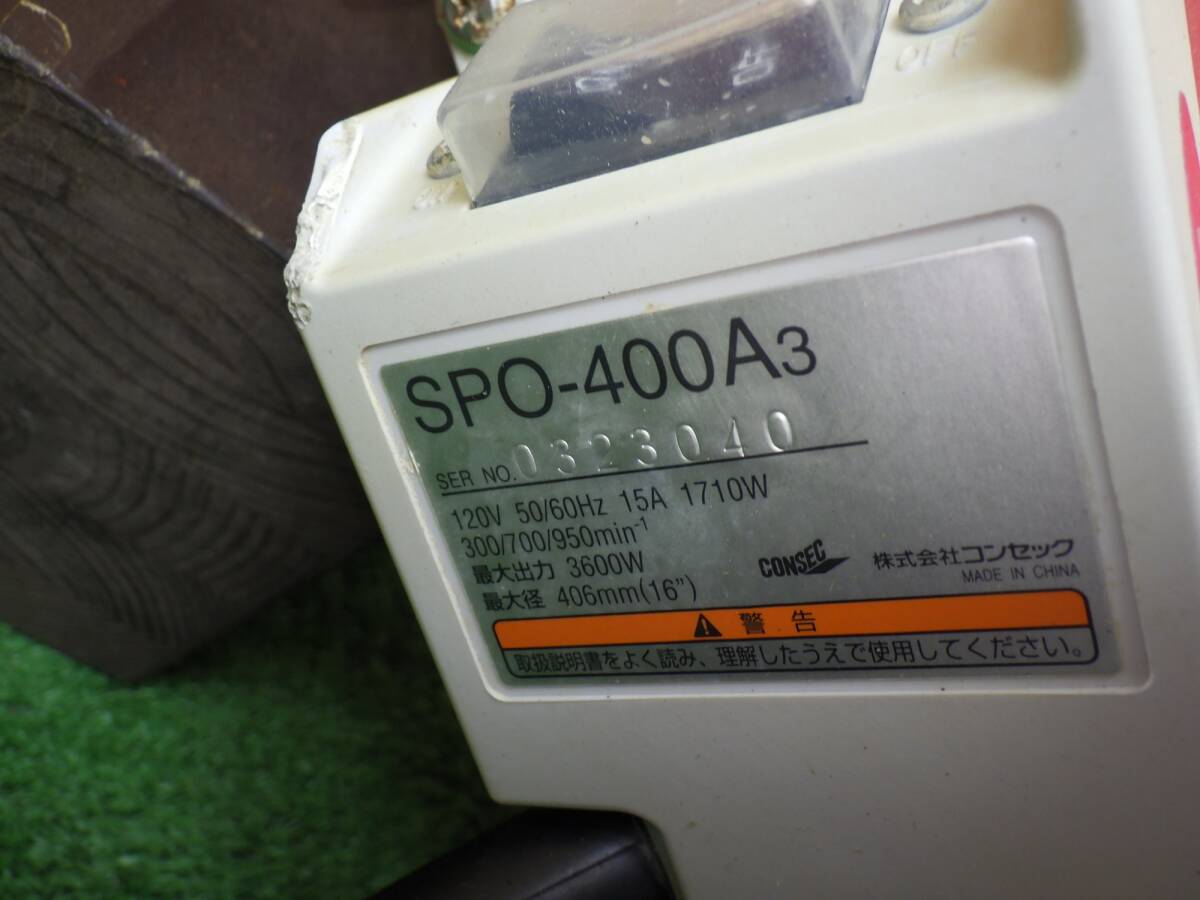 OFF
ON
SPO-400A3
SER NO. 0323040
120V 50/60Hz 15A 1710W
300/700/950min-1
最大出力 3600W
最大径 406mm(16")
CONSEC 株式会社コンセック
MADE IN CHINA
警告
取扱説明書をよく読み、理解したうえで使用してください。